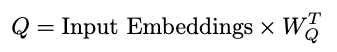 Q = Input Embeddings × W_Q^T